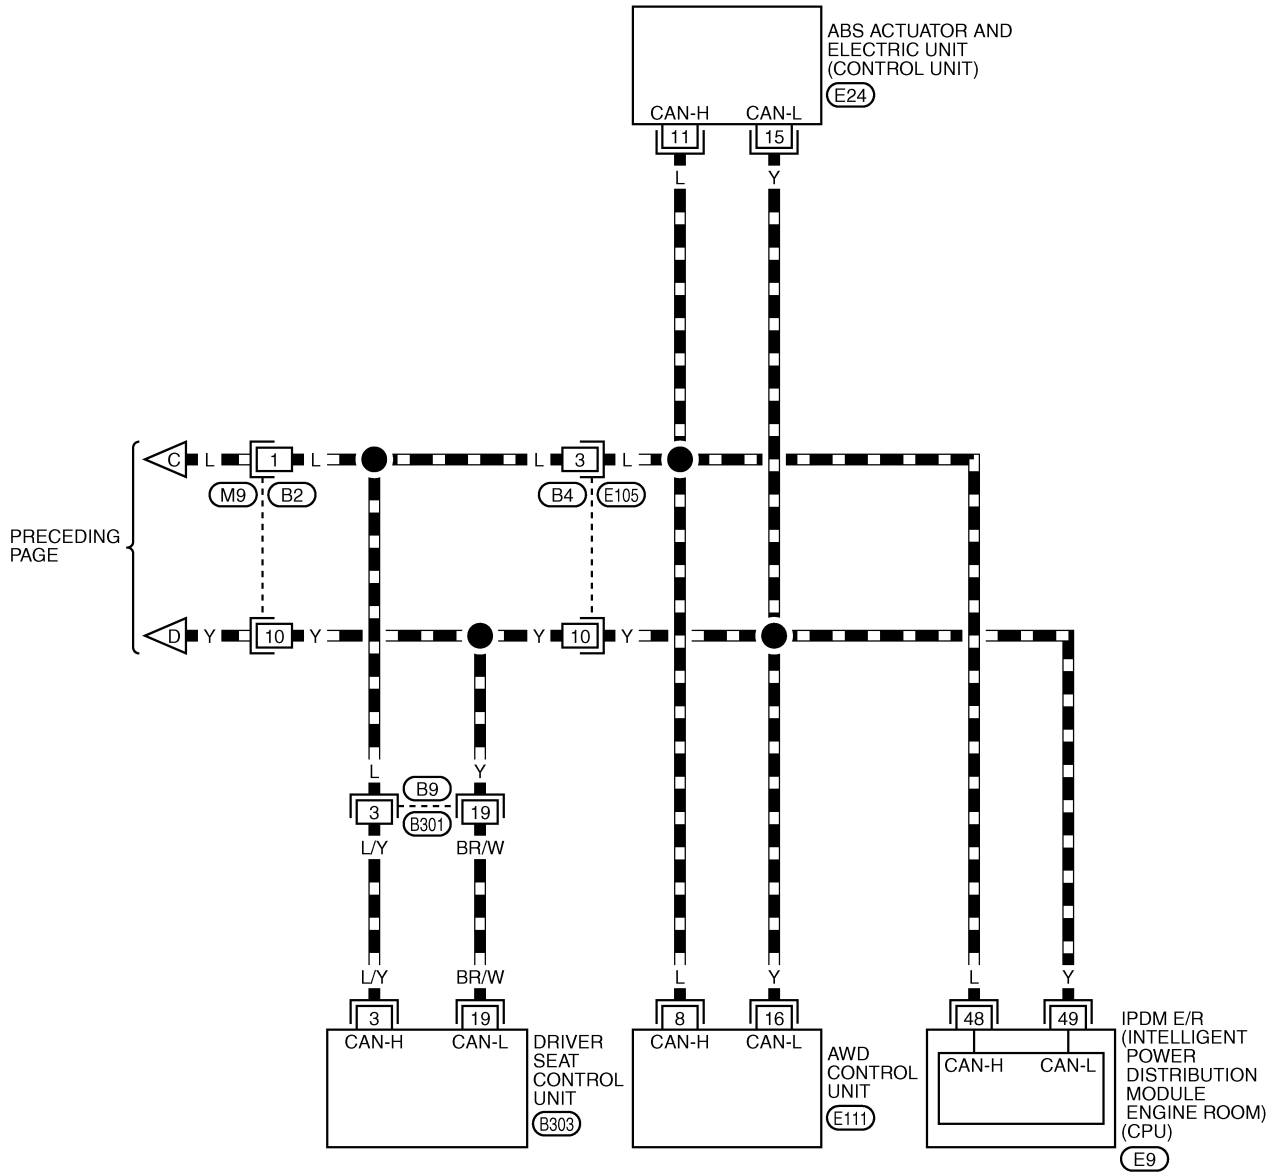 ABS ACTUATOR AND
ELECTRIC UNIT
(CONTROL UNIT)
E24
CAN-H CAN-L
11 15
L Y
C L 1 L L 3 L
M9 B2 B4 E105
PRECEDING
PAGE
D Y 10 Y Y 10 Y
L Y
B9
3 19
B301
L/Y BR/W
L/Y BR/W L Y L Y
3 19 8 16 48 49
CAN-H CAN-L
DRIVER
SEAT
CONTROL
UNIT
B303
CAN-H CAN-L
AWD
CONTROL
UNIT
E111
CAN-H CAN-L
IPDM E/R
(INTELLIGENT
POWER
DISTRIBUTION
MODULE
ENGINE ROOM)
(CPU)
E9